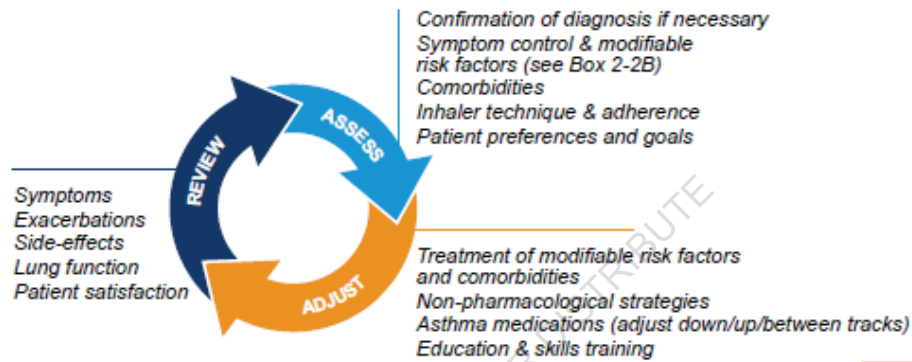 Confirmation of diagnosis if necessary
Symptom control & modifiable
risk factors (see Box 2-2B)
Comorbidities
Inhaler technique & adherence
Patient preferences and goals
ASSESS
REVIEW
Symptoms
Exacerbations
Side-effects
Lung function
Patient satisfaction
ADJUST
Treatment of modifiable risk factors
and comorbidities
Non-pharmacological strategies
Asthma medications (adjust down/up/between tracks)
Education & skills training